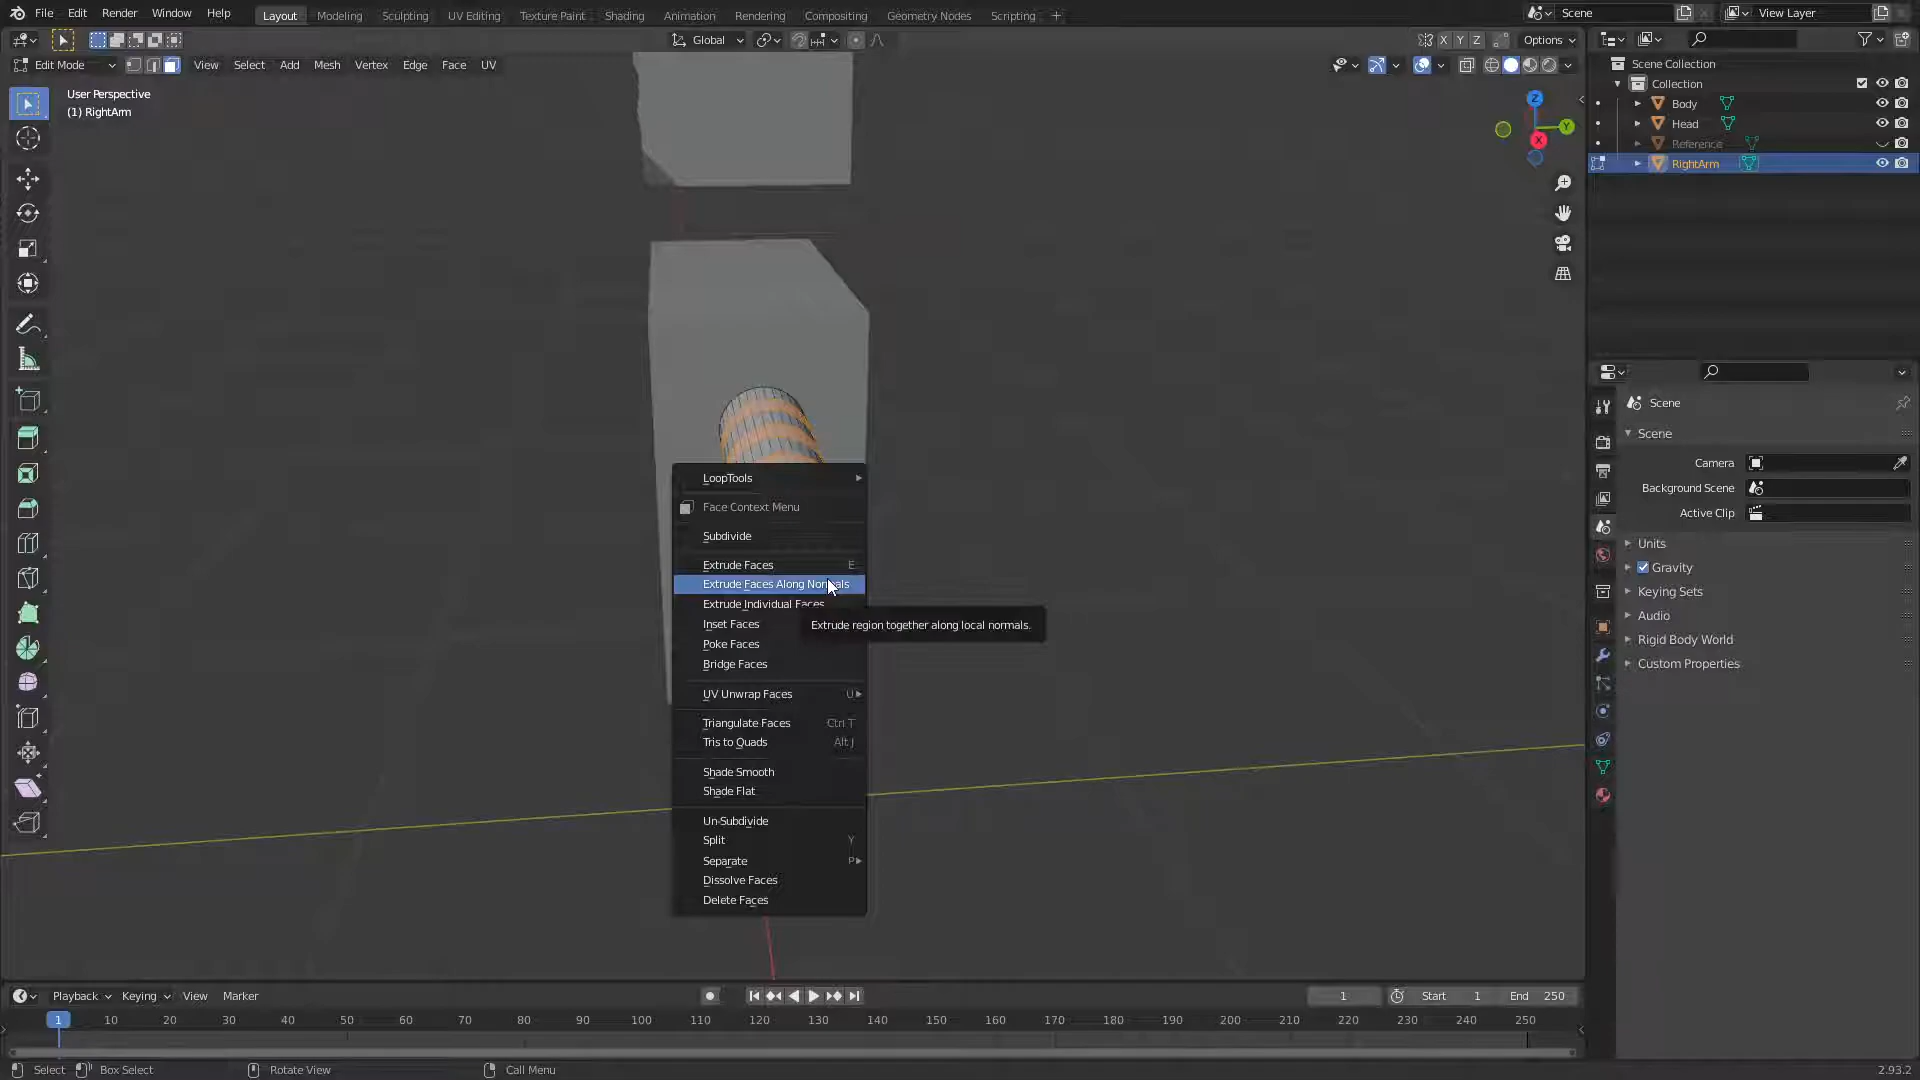 File Edit Render Window Help Layout Modeling Sculpting UV Editing Texture Paint Shading Animation Rendering Compositing Geometry Nodes Scripting + Scene View Layer
Global X Y Z Options
Edit Mode View Select Add Mesh Vertex Edge Face UV
User Perspective
(1) RightArm
Z
Y
X
Scene Collection
Collection
Body
Head
Reference
RightArm
LoopTools
Face Context Menu
Subdivide
Extrude Faces E
Extrude Faces Along Normals
Extrude Individual Faces
Extrude region together along local normals.
Inset Faces
Poke Faces
Bridge Faces
UV Unwrap Faces U
Triangulate Faces Ctrl T
Tris to Quads Alt J
Shade Smooth
Shade Flat
Un-Subdivide
Split Y
Separate P
Dissolve Faces
Delete Faces
Scene
Scene
Camera
Background Scene
Active Clip
Units
Gravity
Keying Sets
Audio
Rigid Body World
Custom Properties
Playback Keying View Marker 1 Start 1 End 250
1 10 20 30 40 50 60 70 80 90 100 110 120 130 140 150 160 170 180 190 200 210 220 230 240 250
Select Box Select Rotate View Call Menu 2.93.2